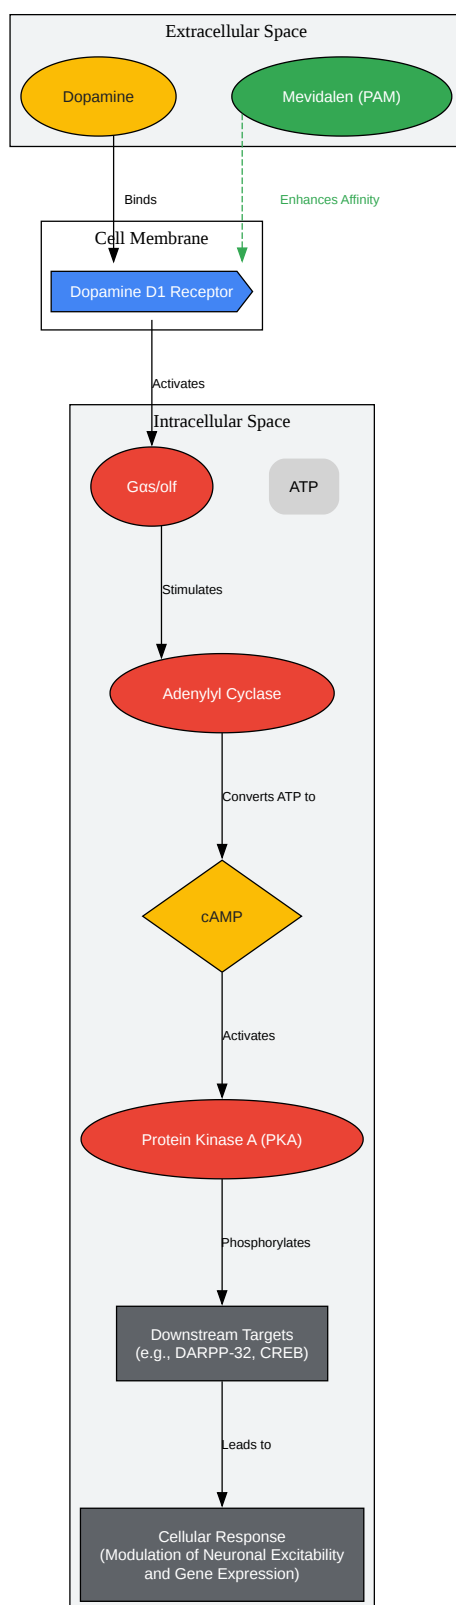 Extracellular Space
Dopamine
Mevidalen (PAM)
Binds
Enhances Affinity
Cell Membrane
Dopamine D1 Receptor
Activates
Intracellular Space
Gαs/olf
ATP
Stimulates
Adenylyl Cyclase
Converts ATP to
cAMP
Activates
Protein Kinase A (PKA)
Phosphorylates
Downstream Targets
(e.g., DARPP-32, CREB)
Leads to
Cellular Response
(Modulation of Neuronal Excitability
and Gene Expression)